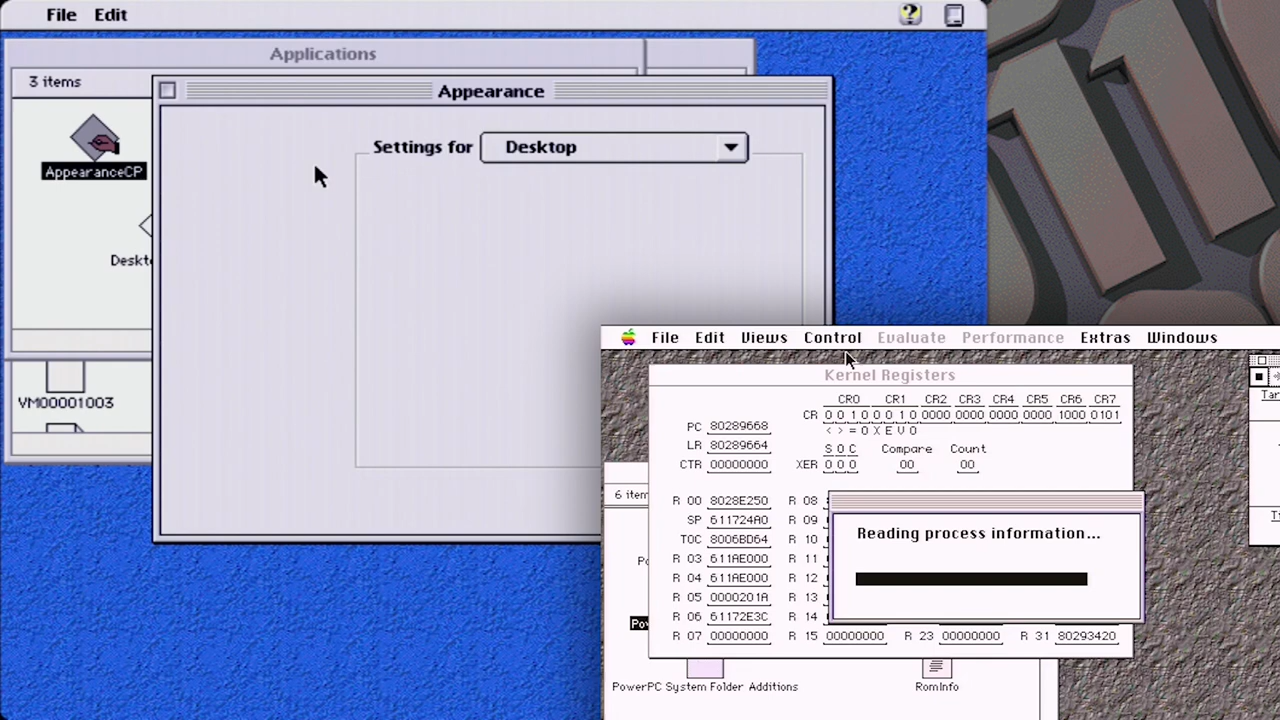 File Edit
Applications
3 items
Appearance
Settings for Desktop
AppearanceCP
Deskt
VM00001003
File Edit Views Control Evaluate Performance Extras Windows
Kernel Registers
CR0 CR1 CR2 CR3 CR4 CR5 CR6 CR7
CR 0 0 1 0 0 0 1 0 0000 0000 0000 0000 1000 0101
< > = O X E V O
PC 80289668
LR 80289664
S O C Compare Count
CTR 00000000 XER 0 0 0 00 00
6 item
R 00 8028E250 R 08
SP 611724A0 R 09
TOC 8006BD64 R 10
R 03 611AE000 R 11
R 04 611AE000 R 12
R 05 0000201A R 13
R 06 61172E3C R 14
R 07 00000000 R 15 00000000 R 23 00000000 R 31 80293420
Reading process information...
Po
Pow
PowerPC System Folder Additions
RomInfo
Tar